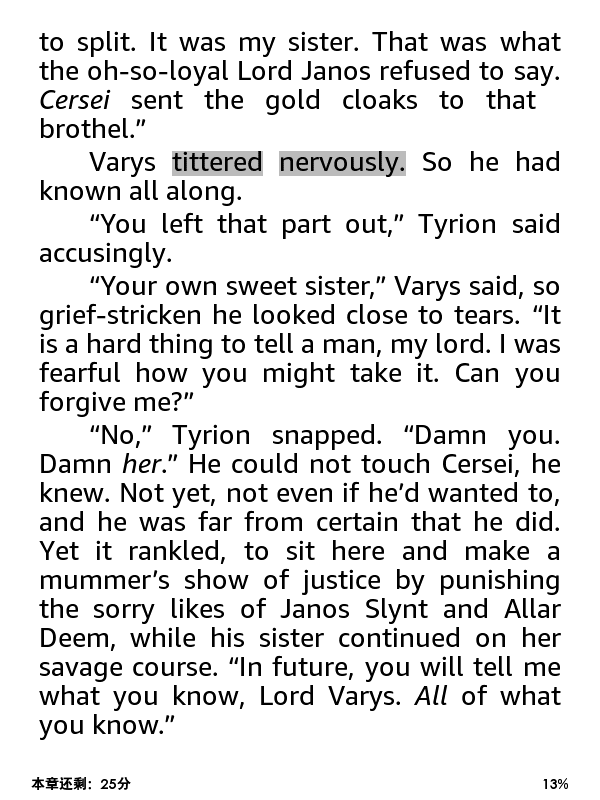 to split. It was my sister. That was what
the oh-so-loyal Lord Janos refused to say.
Cersei sent the gold cloaks to that
brothel.”
Varys tittered nervously. So he had
known all along.
“You left that part out,” Tyrion said
accusingly.
“Your own sweet sister,” Varys said, so
grief-stricken he looked close to tears. “It
is a hard thing to tell a man, my lord. I was
fearful how you might take it. Can you
forgive me?”
“No,” Tyrion snapped. “Damn you.
Damn her.” He could not touch Cersei, he
knew. Not yet, not even if he’d wanted to,
and he was far from certain that he did.
Yet it rankled, to sit here and make a
mummer’s show of justice by punishing
the sorry likes of Janos Slynt and Allar
Deem, while his sister continued on her
savage course. “In future, you will tell me
what you know, Lord Varys. All of what
you know.”
本章还剩：25分 13%